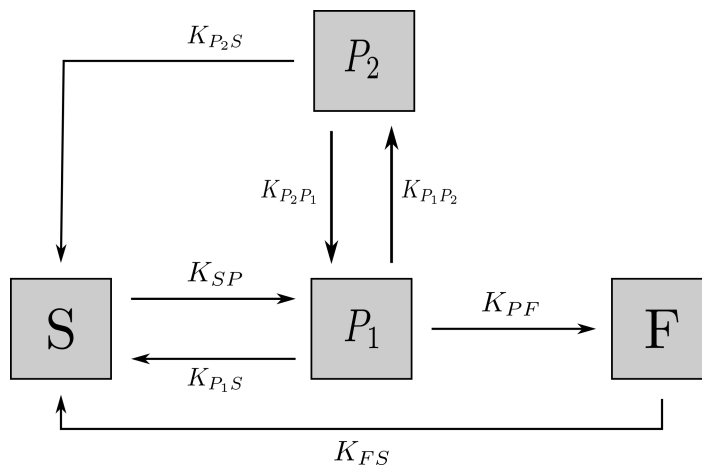 K_{P_2S}
P_2
K_{P_2P_1}
K_{P_1P_2}
S
K_{SP}
P_1
K_{PF}
F
K_{P_1S}
K_{FS}